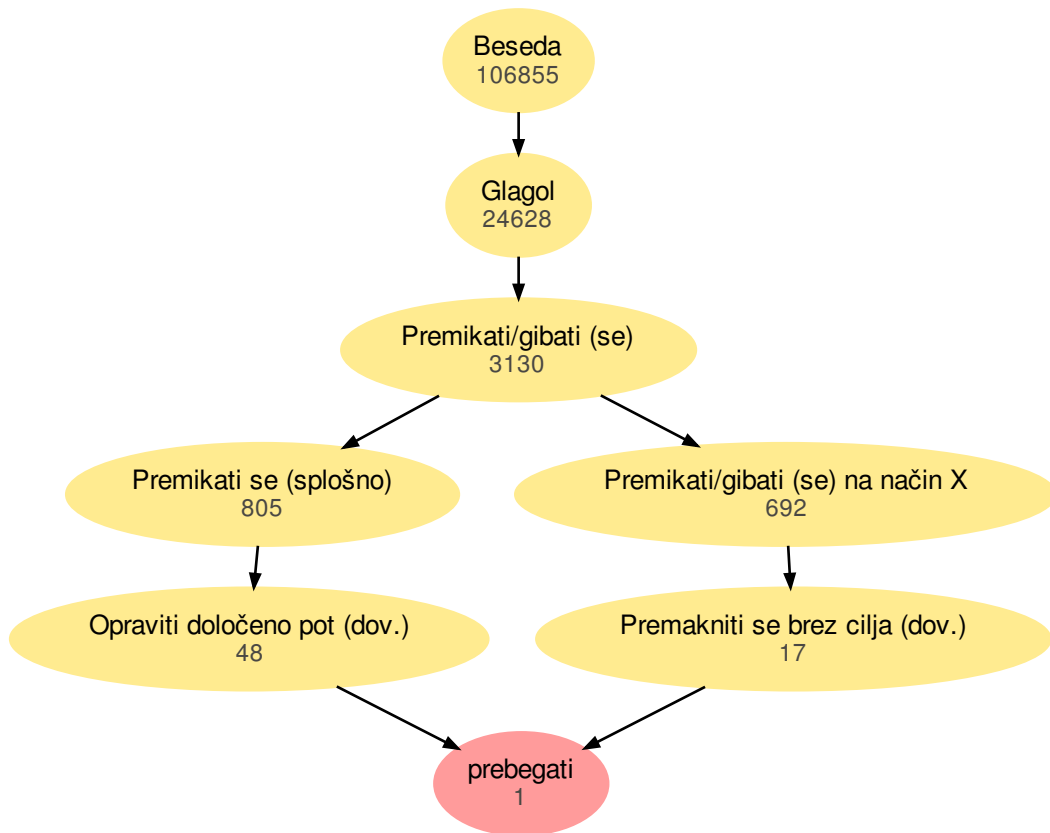 Beseda
106855
Glagol
24628
Premikati/gibati (se)
3130
Premikati se (splošno)
805
Premikati/gibati (se) na način X
692
Opraviti določeno pot (dov.)
48
Premakniti se brez cilja (dov.)
17
prebegati
1